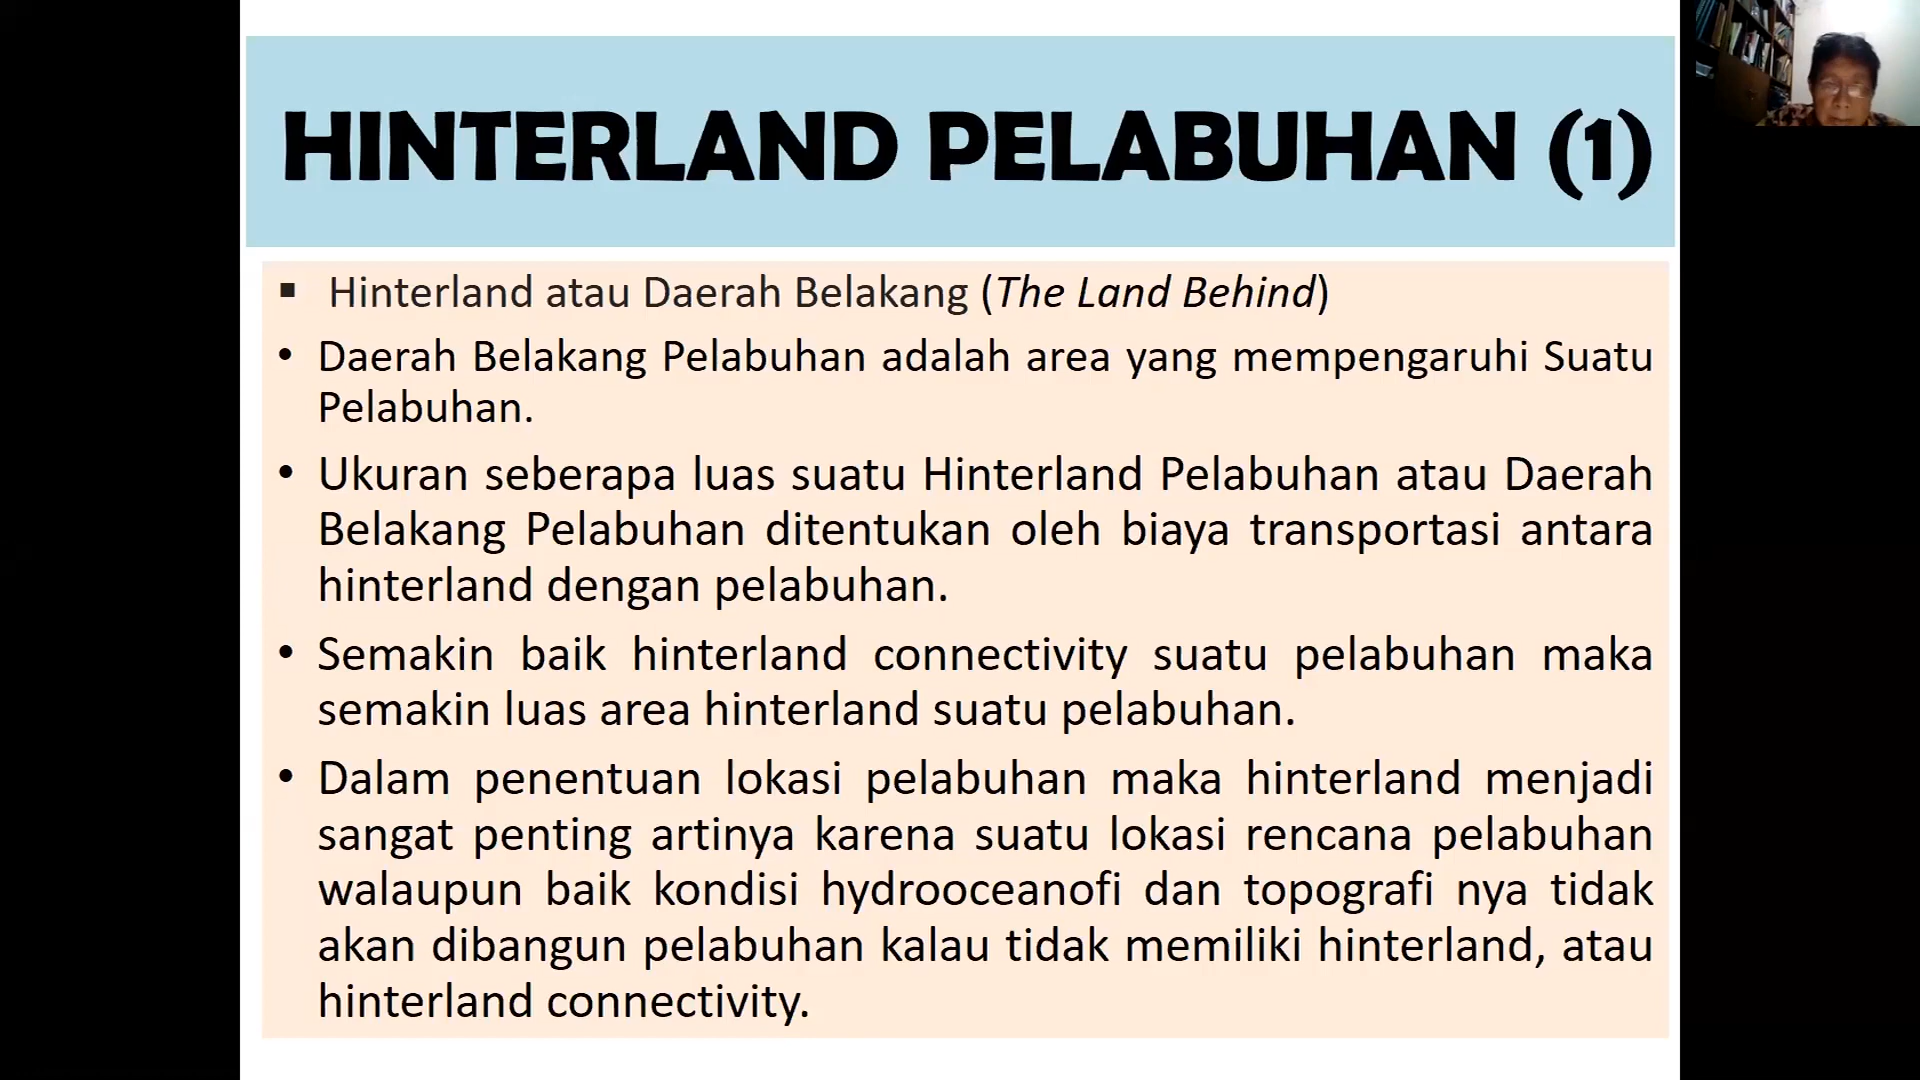 HINTERLAND PELABUHAN (1)
▪ Hinterland atau Daerah Belakang (The Land Behind)
• Daerah Belakang Pelabuhan adalah area yang mempengaruhi Suatu
Pelabuhan.
• Ukuran seberapa luas suatu Hinterland Pelabuhan atau Daerah
Belakang Pelabuhan ditentukan oleh biaya transportasi antara
hinterland dengan pelabuhan.
• Semakin baik hinterland connectivity suatu pelabuhan maka
semakin luas area hinterland suatu pelabuhan.
• Dalam penentuan lokasi pelabuhan maka hinterland menjadi
sangat penting artinya karena suatu lokasi rencana pelabuhan
walaupun baik kondisi hydrooceanofi dan topografi nya tidak
akan dibangun pelabuhan kalau tidak memiliki hinterland, atau
hinterland connectivity.